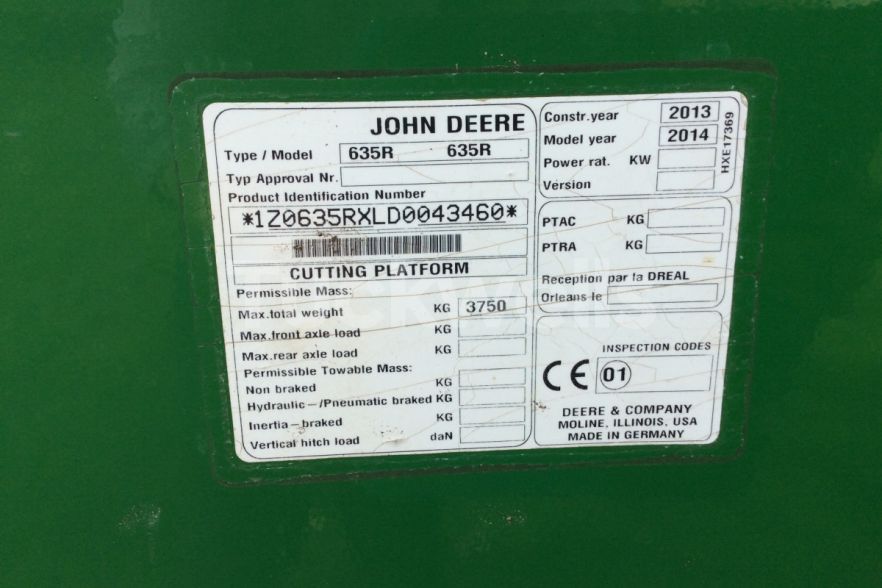 JOHN DEERE
Type / Model 635R 635R
Typ Approval Nr.
Product Identification Number
*1Z0635RXLD0043460*
CUTTING PLATFORM
Permissible Mass:
Max.total weight KG 3750
Max.front axle load KG
Max.rear axle load KG
Permissible Towable Mass:
Non braked KG
Hydraulic-/Pneumatic braked KG
Inertia-braked KG
Vertical hitch load daN
Constr.year 2013
Model year 2014
Power rat. KW
Version
HXE17369
PTAC KG
PTRA KG
Reception par la DREAL
Orleans le
INSPECTION CODES
CE 01
DEERE & COMPANY
MOLINE, ILLINOIS, USA
MADE IN GERMANY